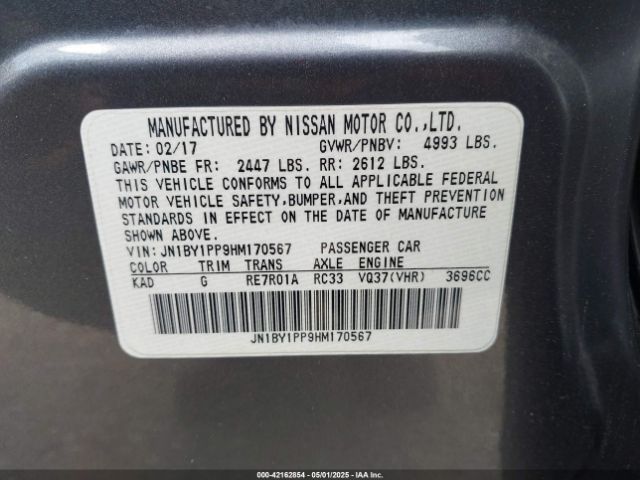 MANUFACTURED BY NISSAN MOTOR CO.,LTD.
DATE: 02/17 GVWR/PNBV: 4993 LBS.
GAWR/PNBE FR: 2447 LBS. RR: 2612 LBS.
THIS VEHICLE CONFORMS TO ALL APPLICABLE FEDERAL
MOTOR VEHICLE SAFETY,BUMPER,AND THEFT PREVENTION
STANDARDS IN EFFECT ON THE DATE OF MANUFACTURE
SHOWN ABOVE.
VIN: JN1BY1PP9HM170567 PASSENGER CAR
COLOR TRIM TRANS AXLE ENGINE
KAD G RE7R01A RC33 VQ37(VHR) 3696CC
JN1BY1PP9HM170567
000-42162854 - 05/01/2025 - IAAI.COM